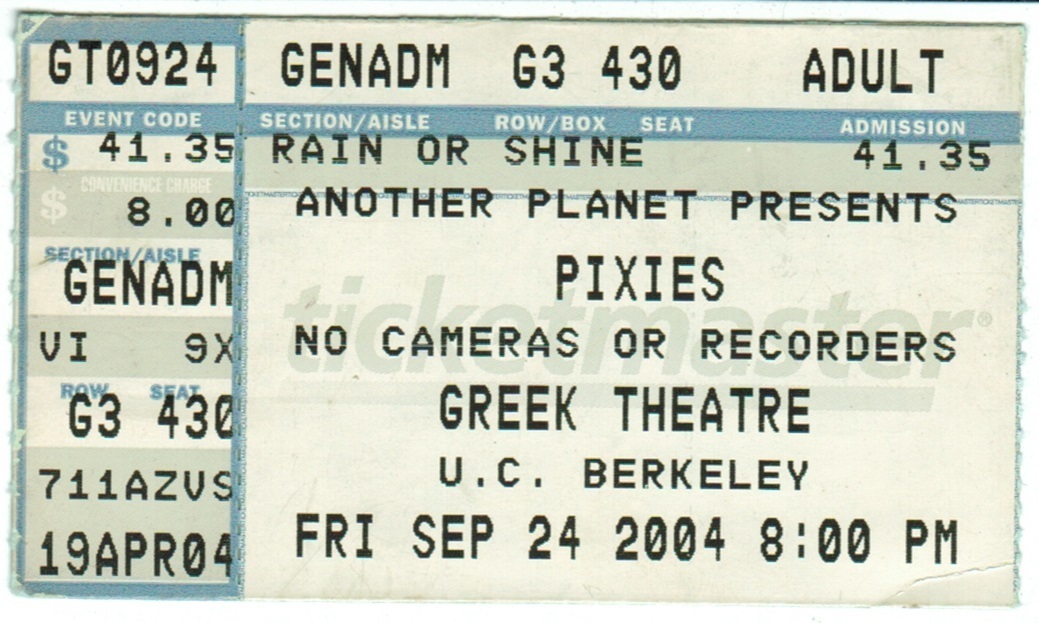 GT0924
EVENT CODE
$ 41.35
CONVENIENCE CHARGE
$ 8.00
SECTION/AISLE
GENADM
VI 9X
ROW SEAT
G3 430
711AZVS
19APR04
GENADM G3 430 ADULT
SECTION/AISLE ROW/BOX SEAT ADMISSION
RAIN OR SHINE 41.35
ANOTHER PLANET PRESENTS
PIXIES
ticketmaster®
NO CAMERAS OR RECORDERS
GREEK THEATRE
U.C. BERKELEY
FRI SEP 24 2004 8:00 PM